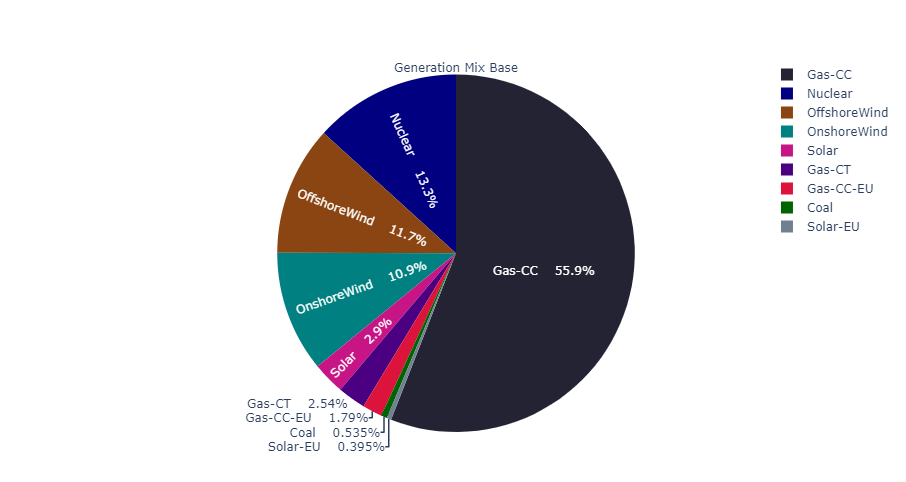 Generation Mix Base
Gas-CC 55.9%
Nuclear 13.3%
OffshoreWind 11.7%
OnshoreWind 10.9%
Solar 2.9%
Gas-CT 2.54%
Gas-CC-EU 1.79%
Coal 0.535%
Solar-EU 0.395%
Gas-CC
Nuclear
OffshoreWind
OnshoreWind
Solar
Gas-CT
Gas-CC-EU
Coal
Solar-EU